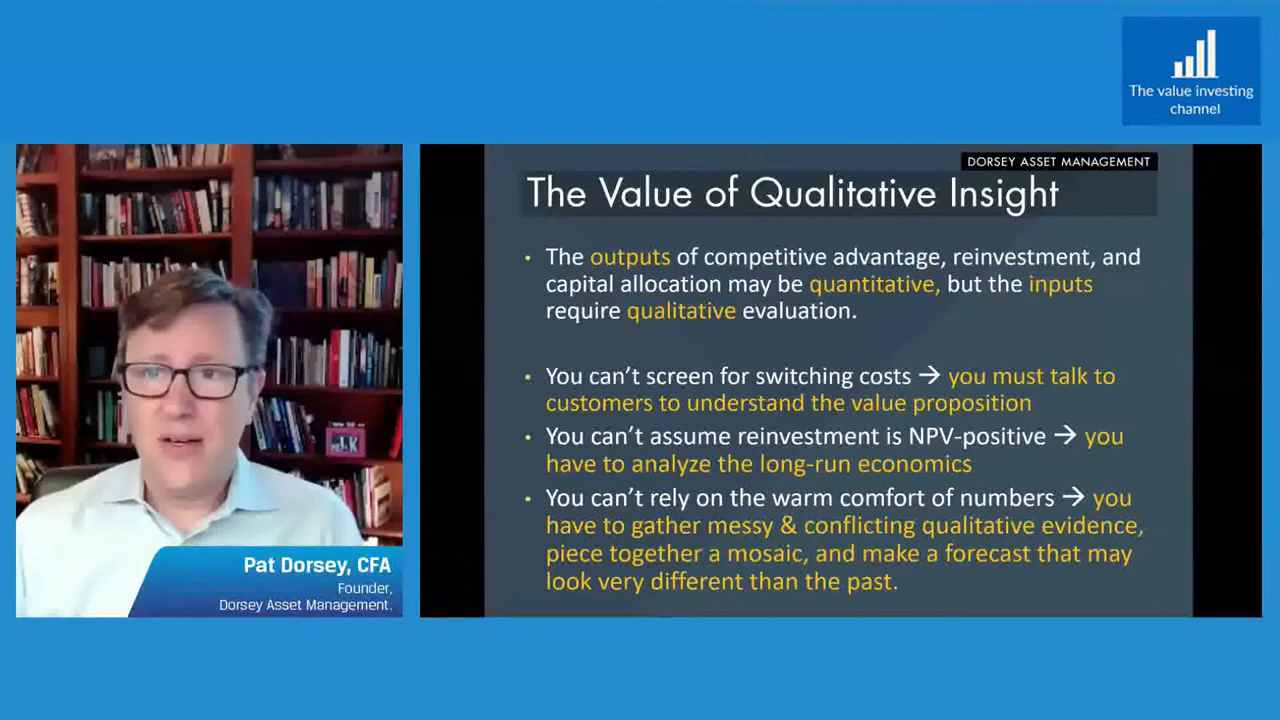 The value investing
channel
DORSEY ASSET MANAGEMENT
The Value of Qualitative Insight
• The outputs of competitive advantage, reinvestment, and
capital allocation may be quantitative, but the inputs
require qualitative evaluation.
• You can’t screen for switching costs → you must talk to
customers to understand the value proposition
• You can’t assume reinvestment is NPV-positive → you
have to analyze the long-run economics
• You can’t rely on the warm comfort of numbers → you
have to gather messy & conflicting qualitative evidence,
piece together a mosaic, and make a forecast that may
look very different than the past.
Pat Dorsey, CFA
Founder,
Dorsey Asset Management,